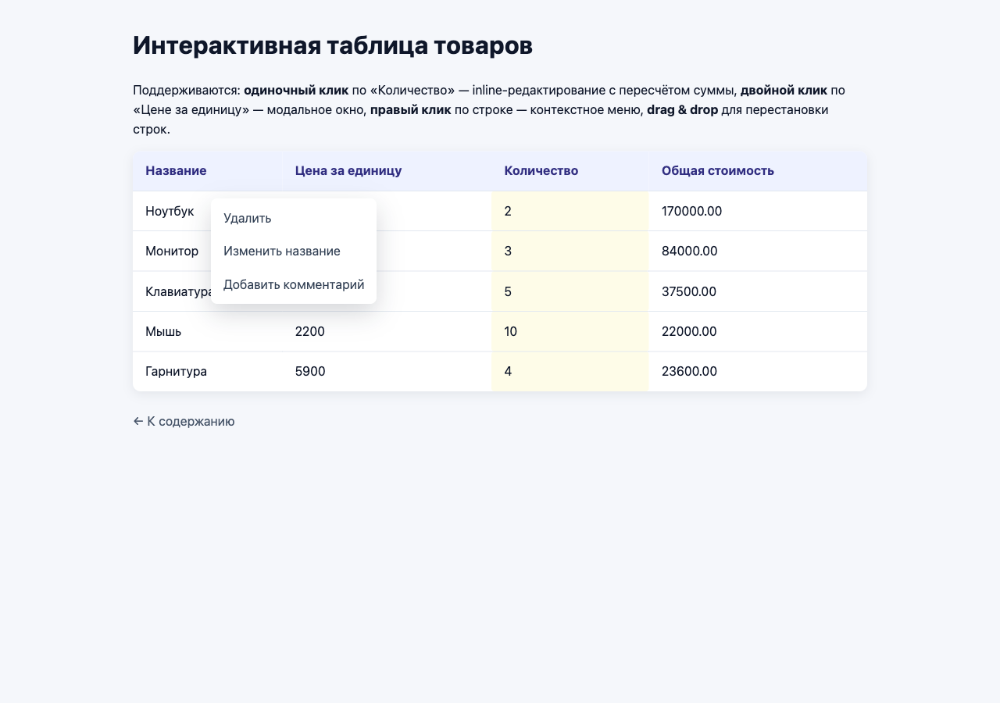 Интерактивная таблица товаров
Поддерживаются: одиночный клик по «Количество» — inline-редактирование с пересчётом суммы, двойной клик по
«Цене за единицу» — модальное окно, правый клик по строке — контекстное меню, drag & drop для перестановки
строк.
Название Цена за единицу Количество Общая стоимость
Ноутбук 2 170000.00
Удалить
Монитор 3 84000.00
Изменить название
Клавиатура 5 37500.00
Добавить комментарий
Мышь 2200 10 22000.00
Гарнитура 5900 4 23600.00
← К содержанию